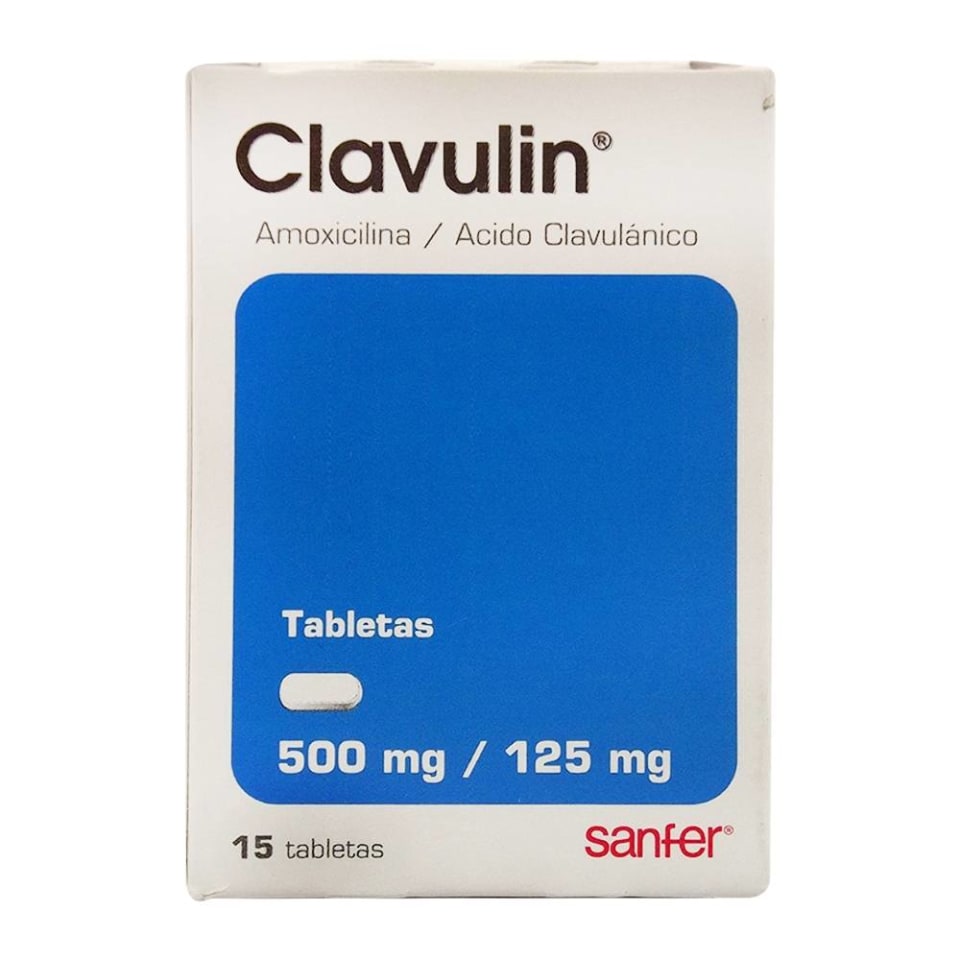 Clavulin®
Amoxicilina / Acido Clavulánico
Tabletas
500 mg / 125 mg
15 tabletas
sanfer®